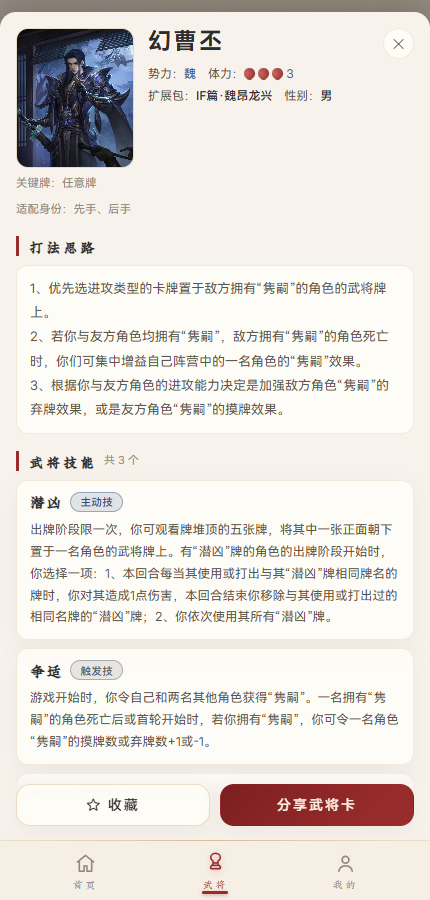 幻曹丕
势力：魏 体力：3
扩展包：IF篇·魏昂龙兴 性别：男
关键牌：任意牌
适配身份：先手、后手
打法思路
1、优先选进攻类型的卡牌置于敌方拥有“隽嗣”的角色的武将牌
上。
2、若你与友方角色均拥有“隽嗣”，敌方拥有“隽嗣”的角色死亡
时，你们可集中增益自己阵营中的一名角色的“隽嗣”效果。
3、根据你与友方角色的进攻能力决定是加强敌方角色“隽嗣”的
弃牌效果，或是友方角色“隽嗣”的摸牌效果。
武将技能 共 3 个
潜凶 主动技
出牌阶段限一次，你可观看牌堆顶的五张牌，将其中一张正面朝下
置于一名角色的武将牌上。有“潜凶”牌的角色的出牌阶段开始时，
你选择一项：1、本回合每当其使用或打出与其“潜凶”牌相同牌名的
牌时，你对其造成1点伤害，本回合结束你移除与其使用或打出过的
相同名牌的“潜凶”牌；2、你依次使用其所有“潜凶”牌。
争适 触发技
游戏开始时，你令自己和两名其他角色获得“隽嗣”。一名拥有“隽
嗣”的角色死亡后或首轮开始时，若你拥有“隽嗣”，你可令一名角色
“隽嗣”的摸牌数或弃牌数+1或-1。
收藏
分享武将卡
首页
武将
我的